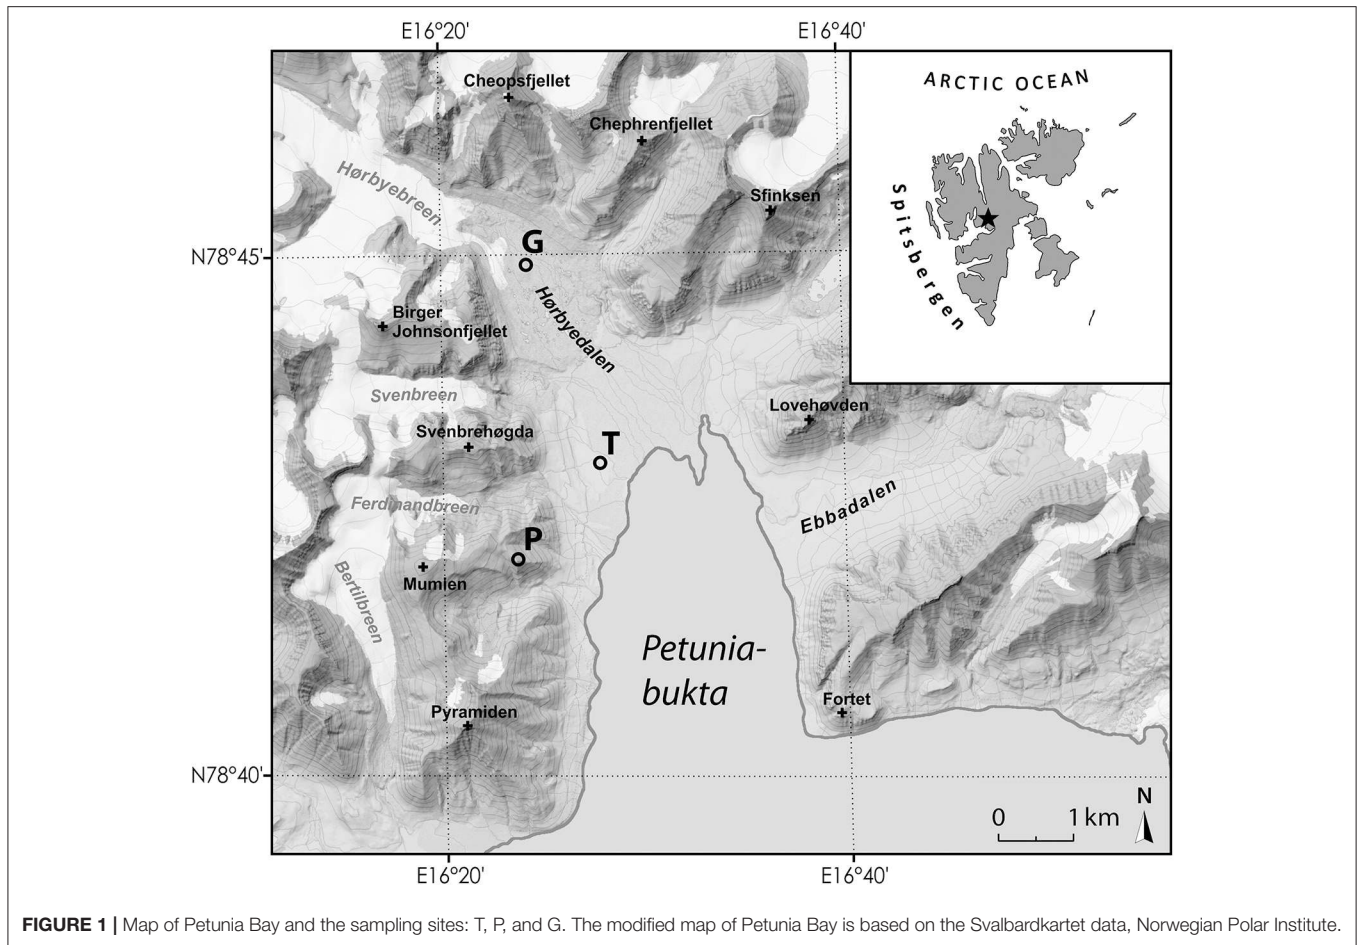 E16°20'
E16°40'
ARCTIC OCEAN
Spitsbergen
Cheopsfjellet
Chephrenfjellet
Sfinksen
Hørbyebreen
N78°45'
G
Hørbyedalen
Birger
Johnsonfjellet
Svenbreen
Lovehøvden
Svenbrehøgda
T
Ferdinandbreen
Ebbadalen
P
Mumien
Bertilbreen
Petunia-
bukta
Fortet
Pyramiden
N78°40'
0 1 km
N
E16°20'
E16°40'
FIGURE 1 | Map of Petunia Bay and the sampling sites: T, P, and G. The modified map of Petunia Bay is based on the Svalbardkartet data, Norwegian Polar Institute.